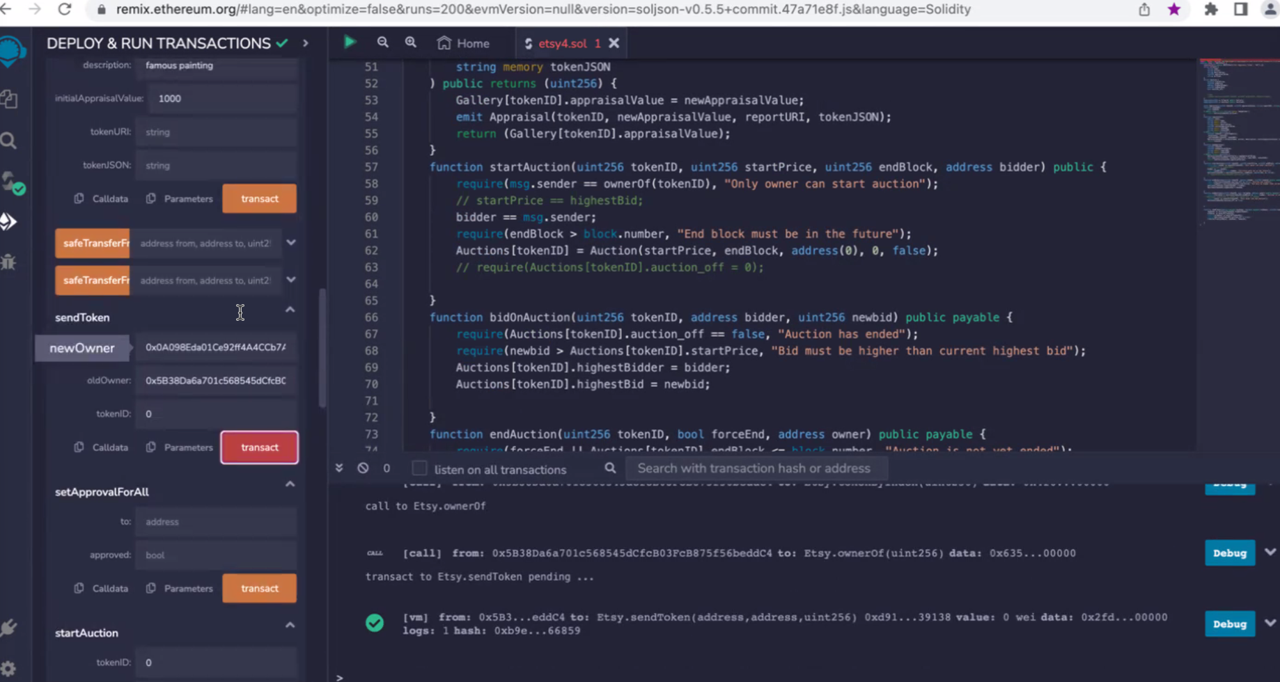 remix.ethereum.org/#lang=en&optimize=false&runs=200&evmVersion=null&version=soljson-v0.5.5+commit.47a71e8f.js&language=Solidity
DEPLOY & RUN TRANSACTIONS
Home
etsy4.sol 1
description: famous painting
initialAppraisalValue: 1000
tokenURI: string
tokenJSON: string
Calldata Parameters transact
safeTransferFr address from, address to, uint25
safeTransferFr address from, address to, uint25
sendToken
newOwner 0x0A098Eda01Ce92ff4A4CCb7A
oldOwner: 0x5B38Da6a701c568545dCfcBC
tokenID: 0
Calldata Parameters transact
setApprovalForAll
to: address
approved: bool
Calldata Parameters transact
startAuction
tokenID: 0
51 string memory tokenJSON
52 ) public returns (uint256) {
53 Gallery[tokenID].appraisalValue = newAppraisalValue;
54 emit Appraisal(tokenID, newAppraisalValue, reportURI, tokenJSON);
55 return (Gallery[tokenID].appraisalValue);
56 }
57 function startAuction(uint256 tokenID, uint256 startPrice, uint256 endBlock, address bidder) public {
58 require(msg.sender == ownerOf(tokenID), "Only owner can start auction");
59 // startPrice == highestBid;
60 bidder == msg.sender;
61 require(endBlock > block.number, "End block must be in the future");
62 Auctions[tokenID] = Auction(startPrice, endBlock, address(0), 0, false);
63 // require(Auctions[tokenID].auction_off = 0);
64
65 }
66 function bidOnAuction(uint256 tokenID, address bidder, uint256 newbid) public payable {
67 require(Auctions[tokenID].auction_off == false, "Auction has ended");
68 require(newbid > Auctions[tokenID].startPrice, "Bid must be higher than current highest bid");
69 Auctions[tokenID].highestBidder = bidder;
70 Auctions[tokenID].highestBid = newbid;
71
72 }
73 function endAuction(uint256 tokenID, bool forceEnd, address owner) public payable {
0 listen on all transactions Search with transaction hash or address
call to Etsy.ownerOf
CALL [call] from: 0x5B38Da6a701c568545dCfcB03FcB875f56beddC4 to: Etsy.ownerOf(uint256) data: 0x635...00000
Debug
transact to Etsy.sendToken pending ...
[vm] from: 0x5B3...eddC4 to: Etsy.sendToken(address,address,uint256) 0xd91...39138 value: 0 wei data: 0x2fd...00000
logs: 1 hash: 0xb9e...66859
Debug
>